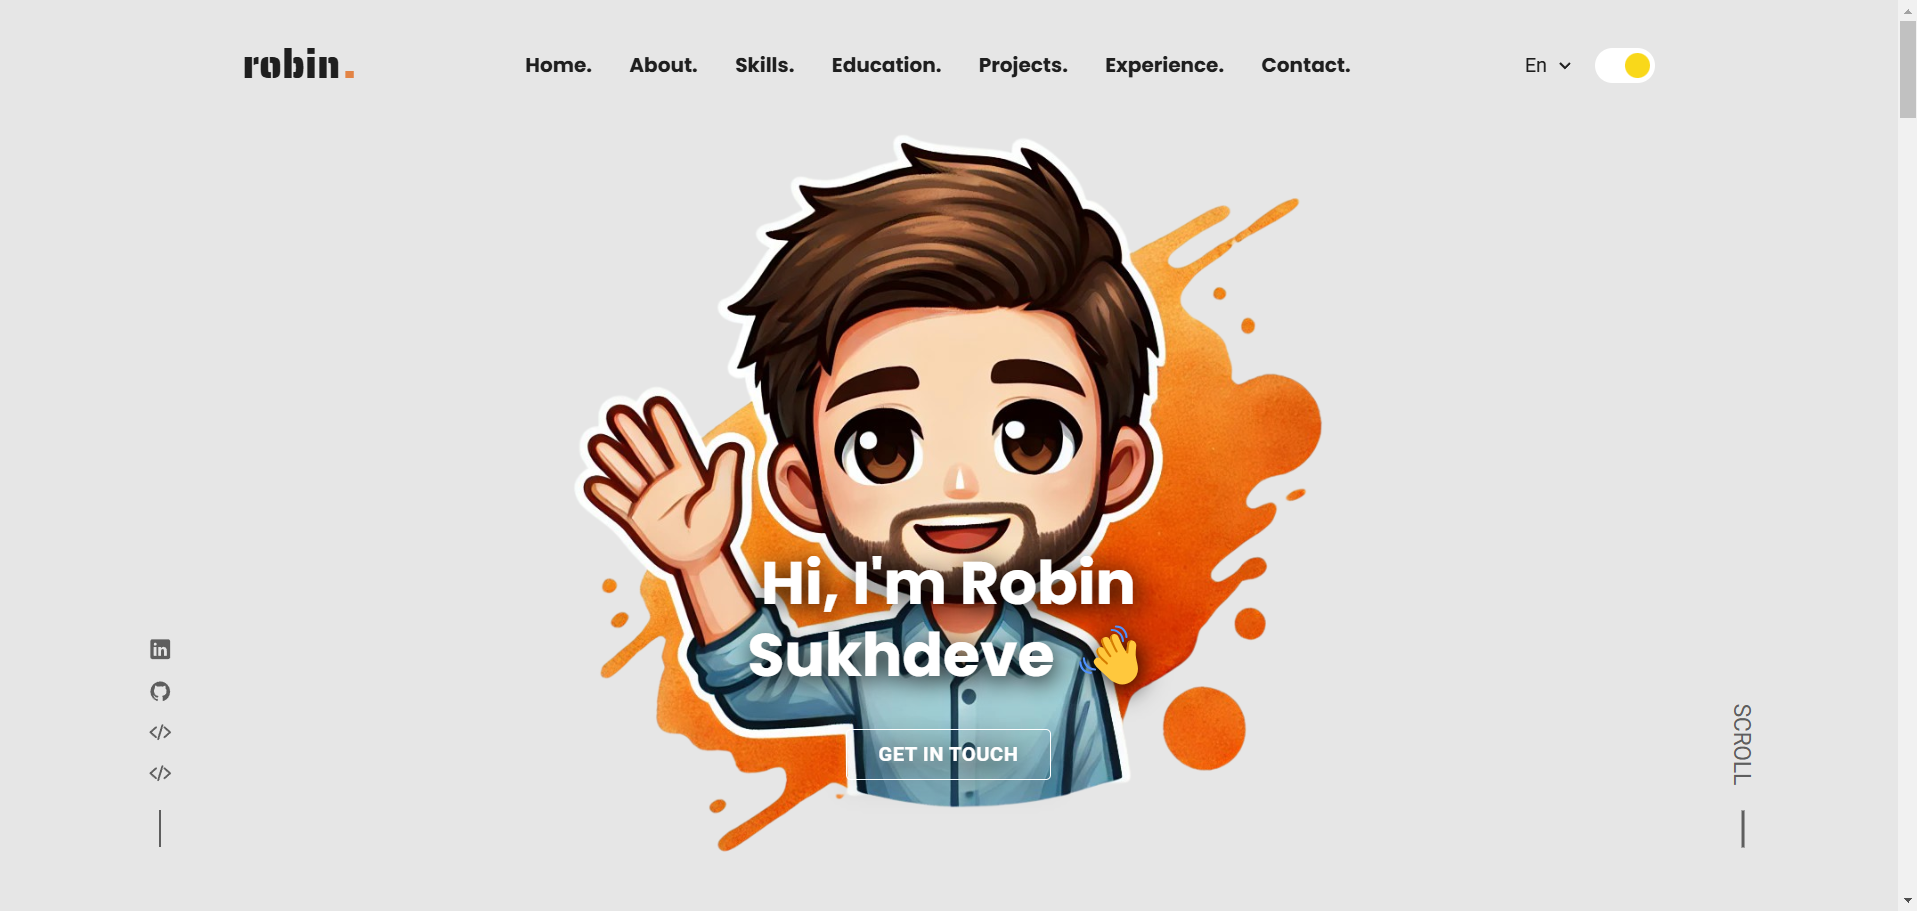 robin.
Home. About. Skills. Education. Projects. Experience. Contact.
En
Hi, I'm Robin
Sukhdeve 👋
GET IN TOUCH
SCROLL